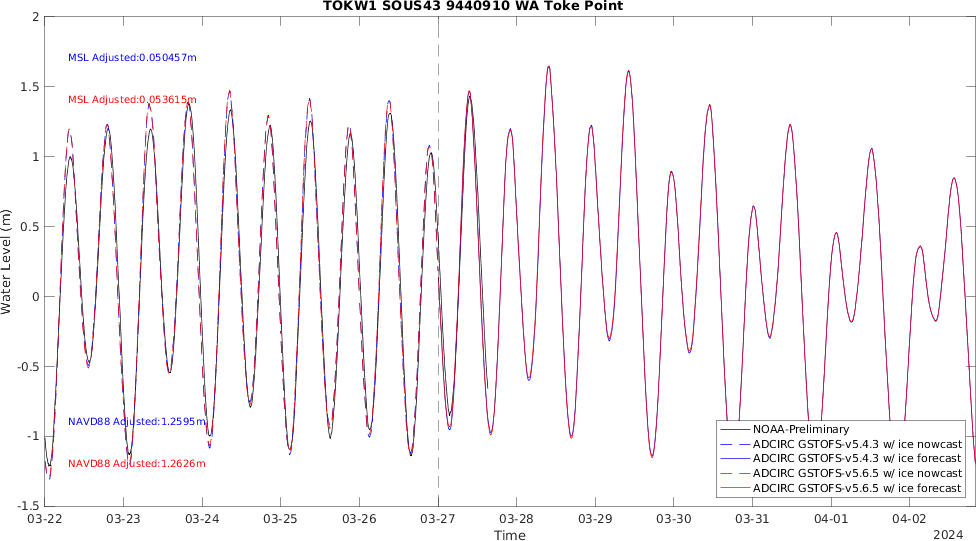 TOKW1 SOUS43 9440910 WA Toke Point
2
1.5
1
0.5
0
-0.5
-1
-1.5
Water Level (m)
MSL Adjusted:0.050457m
MSL Adjusted:0.053615m
NAVD88 Adjusted:1.2595m
NAVD88 Adjusted:1.2626m
NOAA-Preliminary
ADCIRC GSTOFS-v5.4.3 w/ ice nowcast
ADCIRC GSTOFS-v5.4.3 w/ ice forecast
ADCIRC GSTOFS-v5.6.5 w/ ice nowcast
ADCIRC GSTOFS-v5.6.5 w/ ice forecast
03-22 03-23 03-24 03-25 03-26 03-27 03-28 03-29 03-30 03-31 04-01 04-02
Time
2024